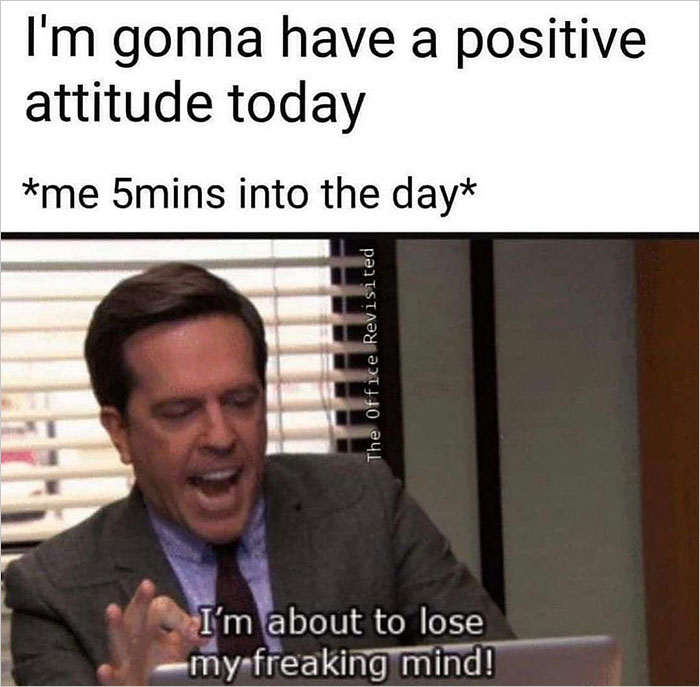 I'm gonna have a positive
attitude today
*me 5mins into the day*
The Office Revisited
I'm about to lose
my freaking mind!